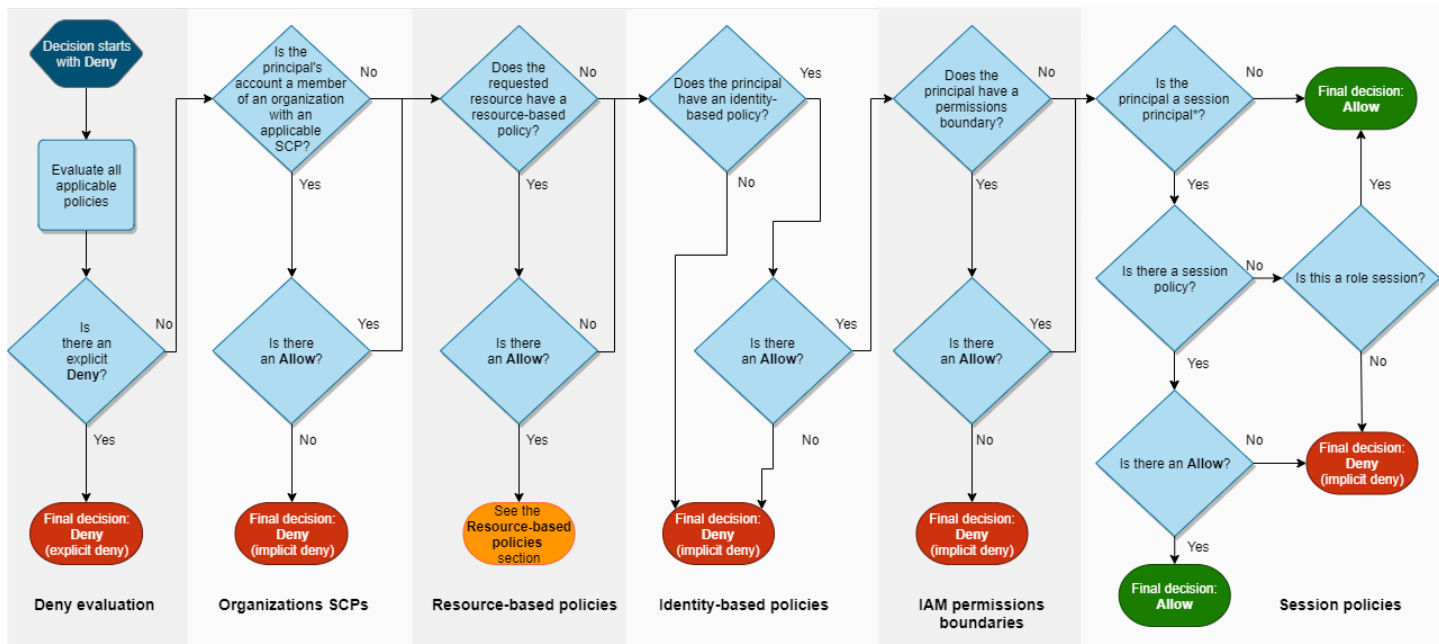 Decision starts
with Deny
Evaluate all
applicable
policies
Is
there an
explicit
Deny?
No
Yes
Final decision:
Deny
(explicit deny)
Deny evaluation
Is the
principal's
account a member
of an organization
with an
applicable
SCP?
No
Yes
Is there
an Allow?
Yes
No
Final decision:
Deny
(implicit deny)
Organizations SCPs
Does the
requested
resource have a
resource-based
policy?
No
Yes
Is there
an Allow?
No
Yes
See the
Resource-based
policies
section
Resource-based policies
Does the principal
have an identity-
based policy?
Yes
No
Is there
an Allow?
Yes
No
Final decision:
Deny
(implicit deny)
Identity-based policies
Does the
principal have a
permissions
boundary?
No
Yes
Is there
an Allow?
Yes
No
Final decision:
Deny
(implicit deny)
IAM permissions
boundaries
Is the
principal a session
principal*?
No
Final decision:
Allow
Yes
Yes
Is there a session
policy?
No
Is this a role session?
Yes
No
Is there an Allow?
No
Final decision:
Deny
(implicit deny)
Yes
Final decision:
Allow
Session policies